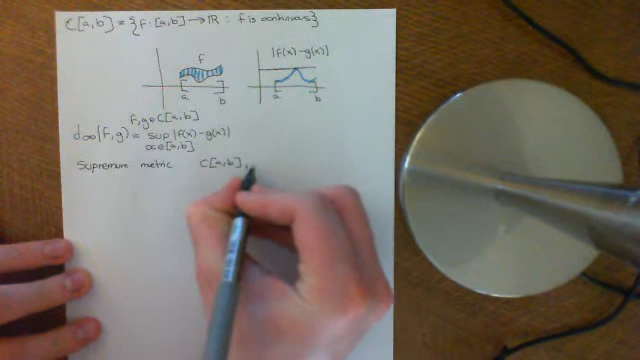 C[a,b] = {f: [a,b] → ℝ : f is continuous}
f |f(x)-g(x)|
a b a b
f,g∈C[a,b]
d∞(f,g) = sup |f(x)-g(x)|
x∈[a,b]
Supremum metric C[a,b],